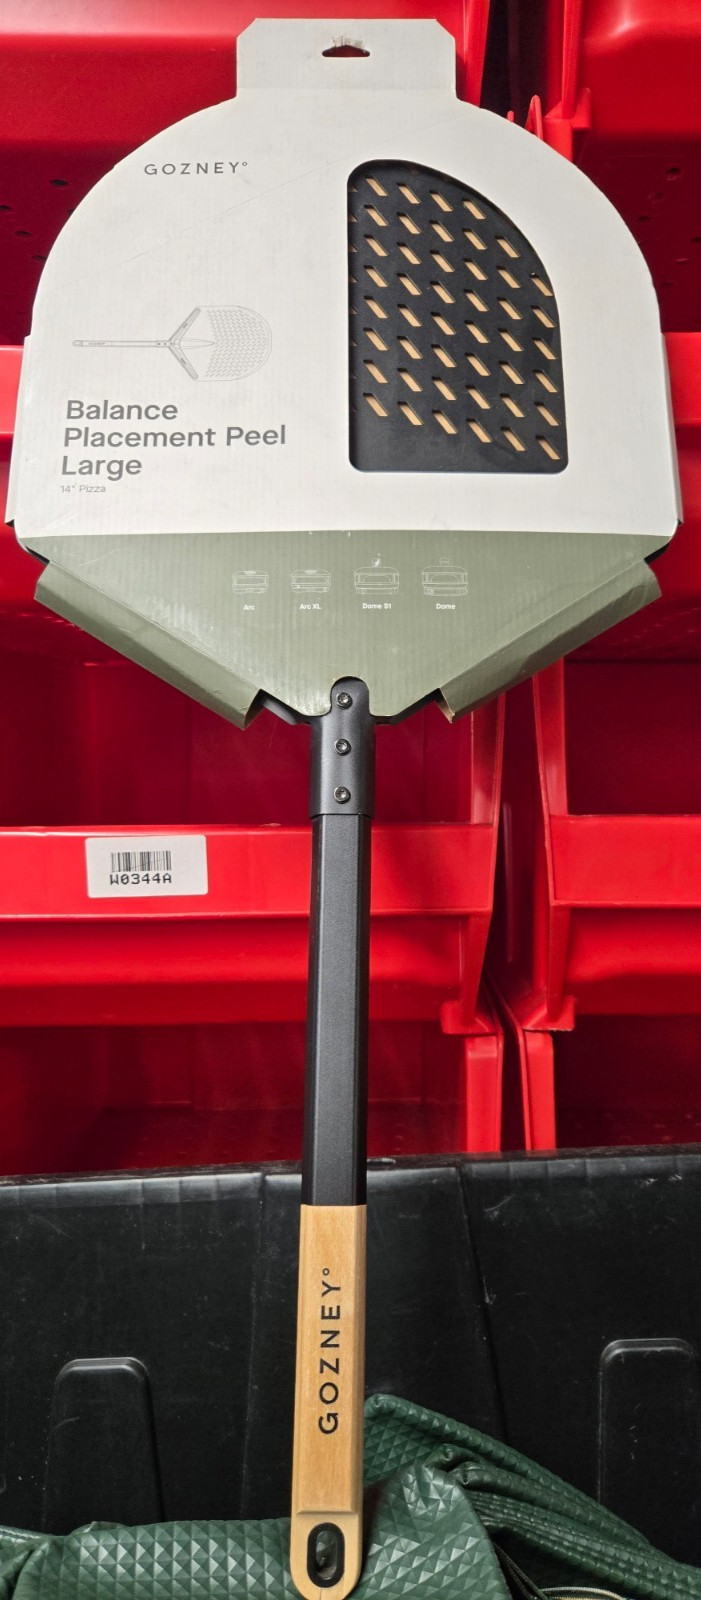 GOZNEY°
Balance
Placement Peel
Large
14" Pizza
Arc
Arc XL
Dome S1
Dome
W0344A
GOZNEY°